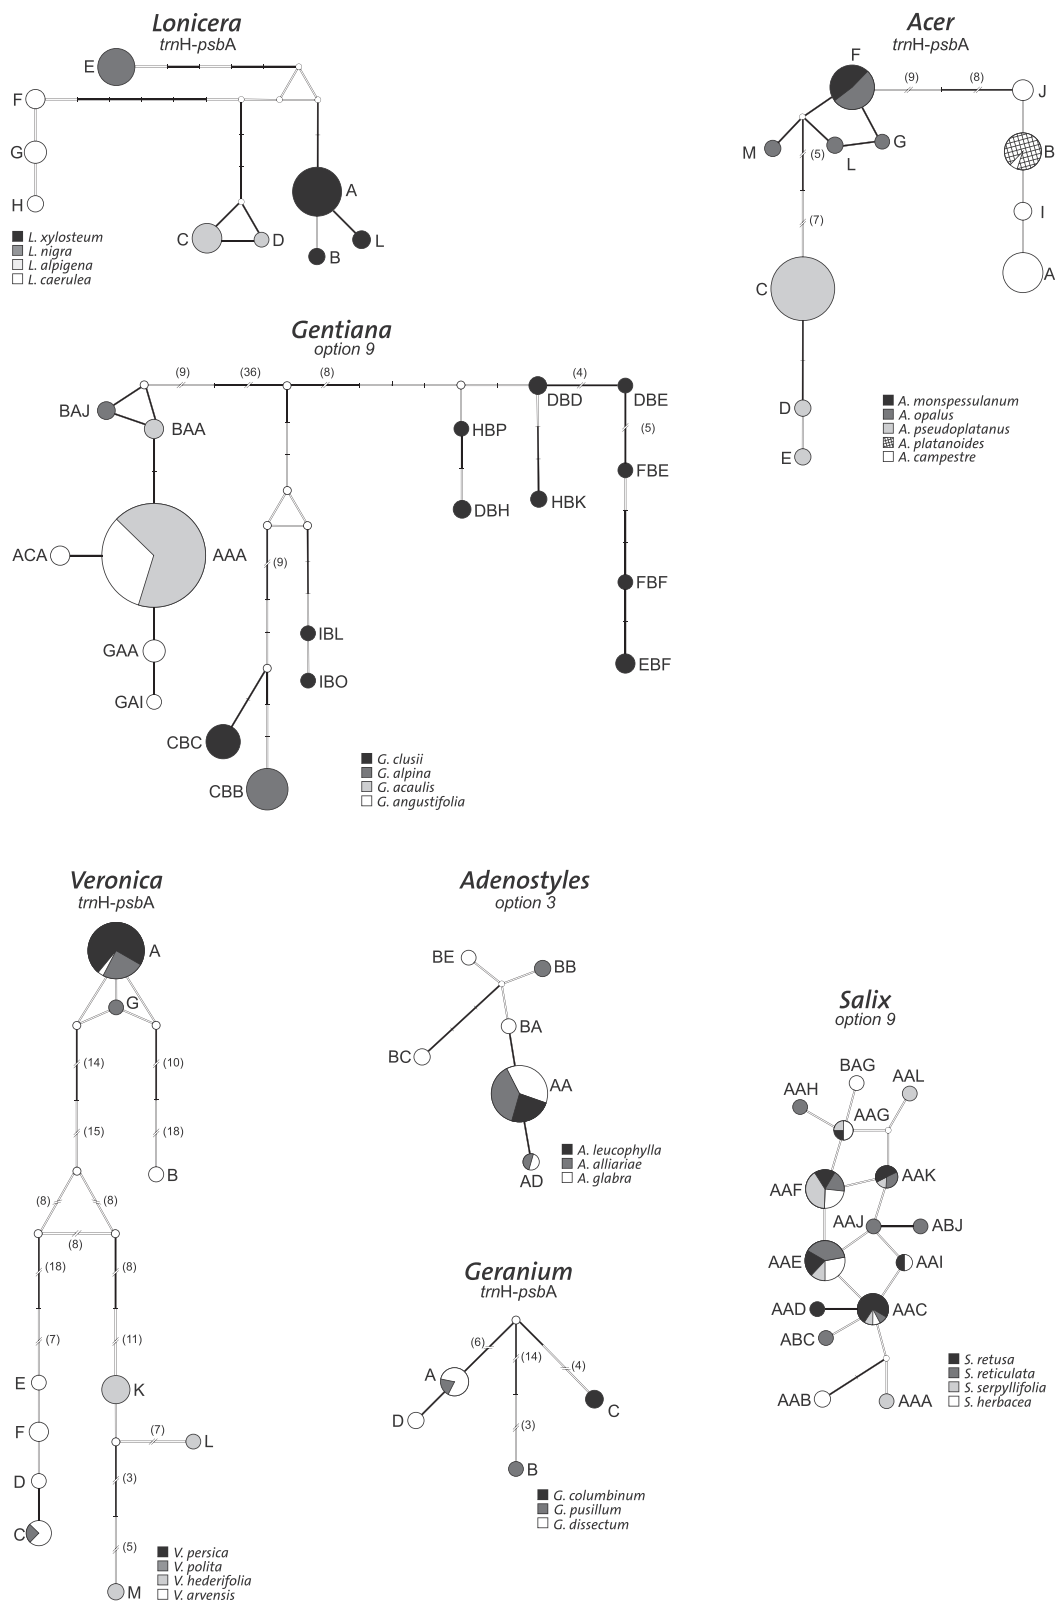 Lonicera
trnH-psbA
E
F
G
H
A
C
D
B
L
L. xylosteum
L. nigra
L. alpigena
L. caerulea
Acer
trnH-psbA
F
(9)
(8)
J
M
(5)
L
G
B
I
(7)
C
A
D
E
A. monspessulanum
A. opalus
A. pseudoplatanus
A. platanoides
A. campestre
Gentiana
option 9
(9)
(36)
(8)
(4)
BAJ
BAA
DBD
DBE
HBP
(5)
FBE
DBH
HBK
ACA
AAA
(9)
FBF
GAA
IBL
EBF
GAI
IBO
CBC
CBB
G. clusii
G. alpina
G. acaulis
G. angustifolia
Veronica
trnH-psbA
A
G
(14)
(10)
(15)
(18)
B
(8)
(8)
(8)
(18)
(8)
(7)
(11)
E
K
F
(7)
L
D
(3)
C
(5)
M
V. persica
V. polita
V. hederifolia
V. arvensis
Adenostyles
option 3
BE
BB
BA
BC
AA
AD
A. leucophylla
A. alliariae
A. glabra
Geranium
trnH-psbA
(6)
(14)
(4)
A
D
C
(3)
B
G. columbinum
G. pusillum
G. dissectum
Salix
option 9
BAG
AAH
AAL
AAG
AAF
AAK
AAJ
ABJ
AAE
AAI
AAD
AAC
ABC
AAB
AAA
S. retusa
S. reticulata
S. serpyllifolia
S. herbacea